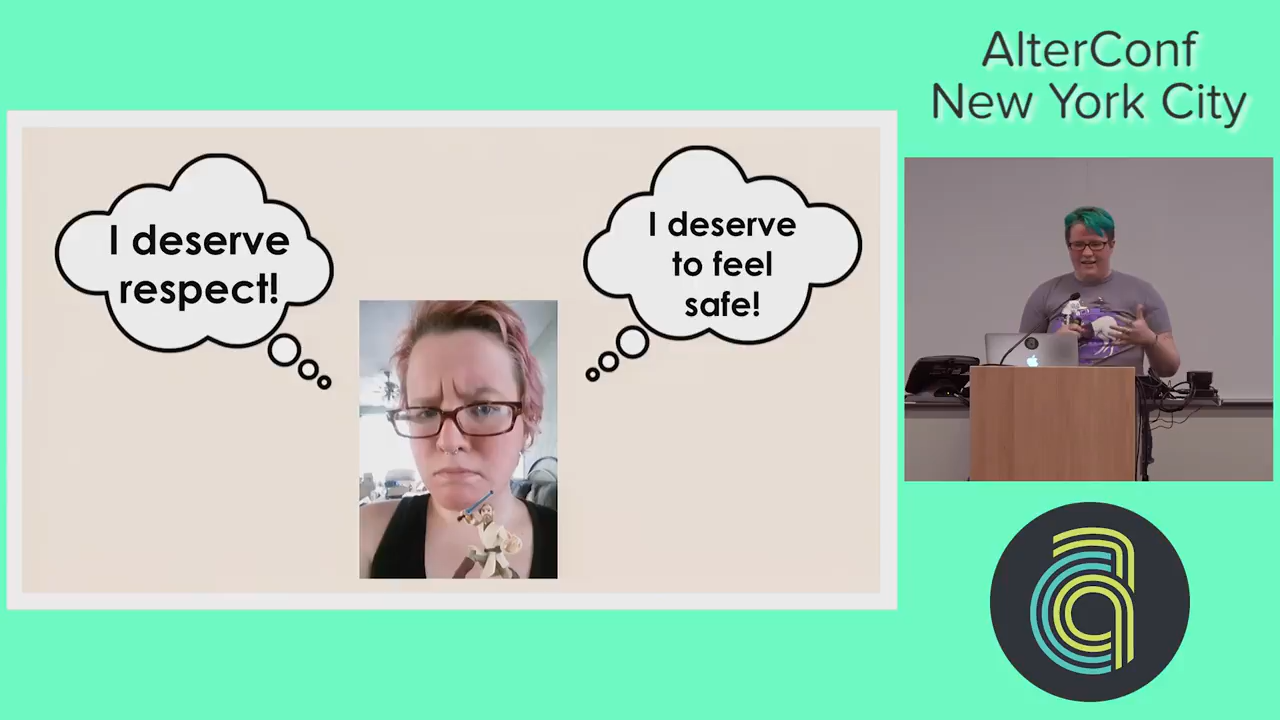 AlterConf
New York City
I deserve
respect!
I deserve
to feel
safe!